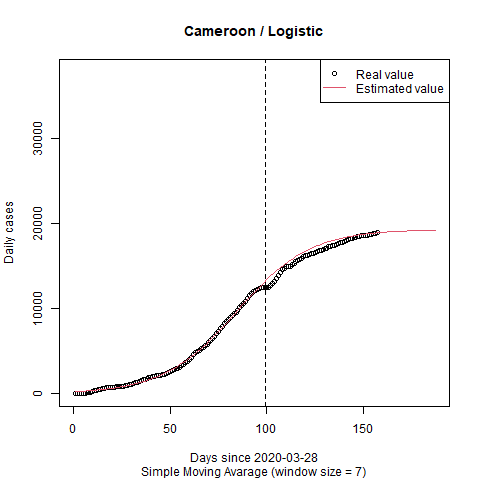 Cameroon / Logistic
Real value
Estimated value
Daily cases
30000
20000
10000
0
0 50 100 150
Days since 2020-03-28
Simple Moving Avarage (window size = 7)